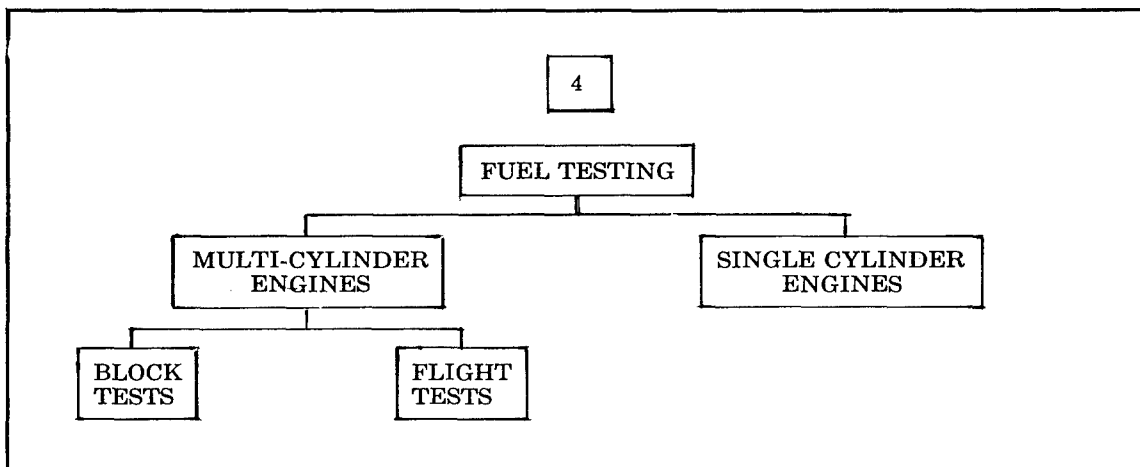 4
FUEL TESTING
MULTI-CYLINDER
ENGINES
SINGLE CYLINDER
ENGINES
BLOCK
TESTS
FLIGHT
TESTS